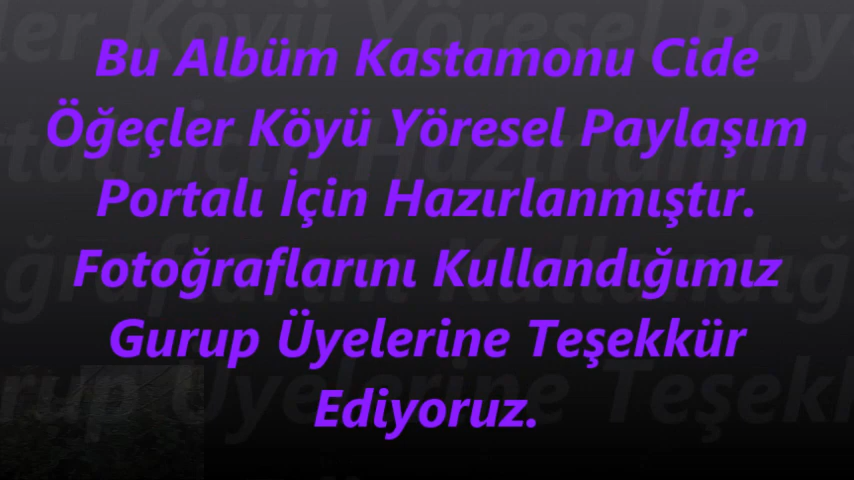 Bu Albüm Kastamonu Cide
Öğeçler Köyü Yöresel Paylaşım
Portalı İçin Hazırlanmıştır.
Fotoğraflarını Kullandığımız
Gurup Üyelerine Teşekkür
Ediyoruz.